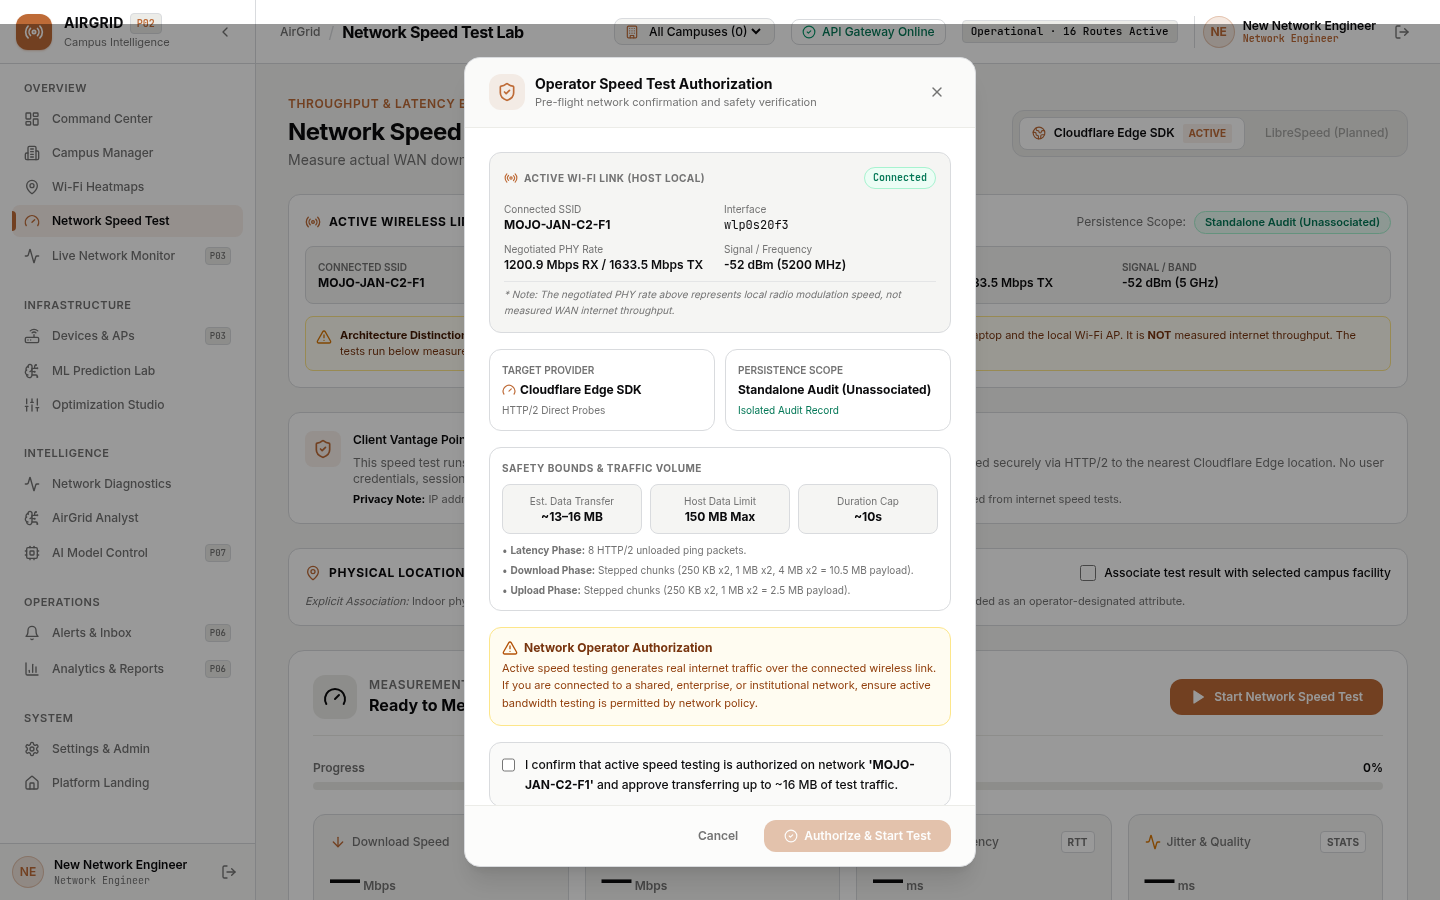 AIRGRID P02
Campus Intelligence
OVERVIEW
Command Center
Campus Manager
Wi-Fi Heatmaps
Network Speed Test
Live Network Monitor P03
INFRASTRUCTURE
Devices & APs P03
ML Prediction Lab
Optimization Studio
INTELLIGENCE
Network Diagnostics
AirGrid Analyst
AI Model Control P07
OPERATIONS
Alerts & Inbox P06
Analytics & Reports P06
SYSTEM
Settings & Admin
Platform Landing
NE New Network Engineer
Network Engineer
AirGrid / Network Speed Test Lab
All Campuses (0)
API Gateway Online
Operational · 16 Routes Active
NE New Network Engineer
Network Engineer
THROUGHPUT & LATENCY
Network Speed
Measure actual WAN
Cloudflare Edge SDK ACTIVE
LibreSpeed (Planned)
ACTIVE WIRELESS
Persistence Scope: Standalone Audit (Unassociated)
CONNECTED SSID
MOJO-JAN-C2-F1
SIGNAL / BAND
3.5 Mbps TX
-52 dBm (5 GHz)
Architecture Distinction
and the local Wi-Fi AP. It is NOT measured internet throughput. The
tests run below
Client Vantage
This speed test
securely via HTTP/2 to the nearest Cloudflare Edge location. No user
credentials,
Privacy Note: IP
from internet speed tests.
PHYSICAL LOCATION
Associate test result with selected campus facility
Explicit Association: Indoor
as an operator-designated attribute.
MEASUREMENT
Ready to
Start Network Speed Test
Progress
0%
Download Speed
Mbps
Mbps
RTT
ms
Jitter & Quality STATS
ms
Operator Speed Test Authorization
Pre-flight network confirmation and safety verification
ACTIVE WI-FI LINK (HOST LOCAL) Connected
Connected SSID
MOJO-JAN-C2-F1
Interface
wlp0s20f3
Negotiated PHY Rate
1200.9 Mbps RX / 1633.5 Mbps TX
Signal / Frequency
-52 dBm (5200 MHz)
* Note: The negotiated PHY rate above represents local radio modulation speed, not
measured WAN internet throughput.
TARGET PROVIDER
Cloudflare Edge SDK
HTTP/2 Direct Probes
PERSISTENCE SCOPE
Standalone Audit (Unassociated)
Isolated Audit Record
SAFETY BOUNDS & TRAFFIC VOLUME
Est. Data Transfer
~13–16 MB
Host Data Limit
150 MB Max
Duration Cap
~10s
• Latency Phase: 8 HTTP/2 unloaded ping packets.
• Download Phase: Stepped chunks (250 KB x2, 1 MB x2, 4 MB x2 = 10.5 MB payload).
• Upload Phase: Stepped chunks (250 KB x2, 1 MB x2 = 2.5 MB payload).
Network Operator Authorization
Active speed testing generates real internet traffic over the connected wireless link.
If you are connected to a shared, enterprise, or institutional network, ensure active
bandwidth testing is permitted by network policy.
I confirm that active speed testing is authorized on network 'MOJO-
JAN-C2-F1' and approve transferring up to ~16 MB of test traffic.
Cancel
Authorize & Start Test